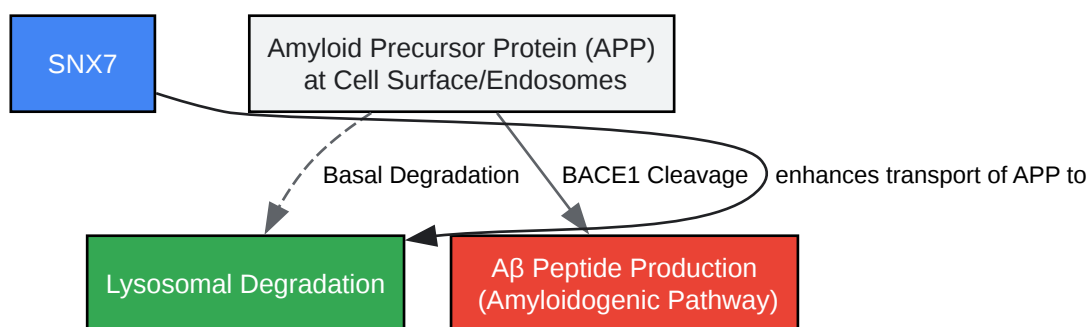 SNX7
Amyloid Precursor Protein (APP)
at Cell Surface/Endosomes
Basal Degradation
BACE1 Cleavage
enhances transport of APP to
Lysosomal Degradation
Aβ Peptide Production
(Amyloidogenic Pathway)